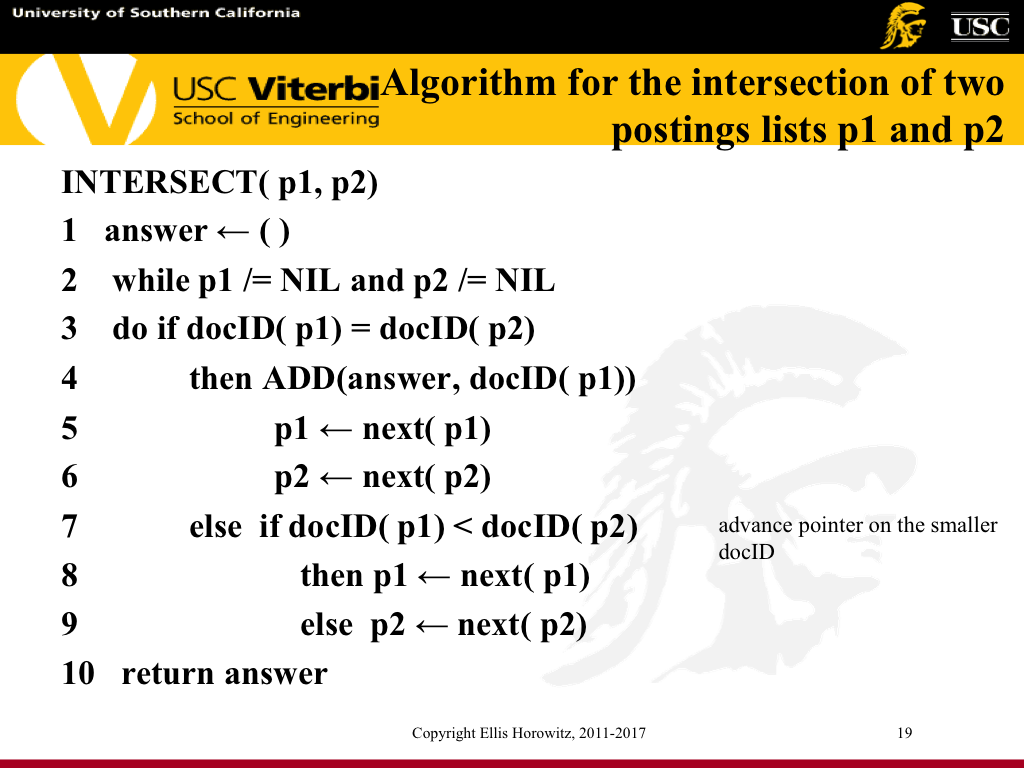 University of Southern California
USC
USC Viterbi
School of Engineering
Algorithm for the intersection of two
postings lists p1 and p2
INTERSECT( p1, p2)
1 answer ← ( )
2 while p1 /= NIL and p2 /= NIL
3 do if docID( p1) = docID( p2)
4 then ADD(answer, docID( p1))
5 p1 ← next( p1)
6 p2 ← next( p2)
7 else if docID( p1) < docID( p2)
advance pointer on the smaller
docID
8 then p1 ← next( p1)
9 else p2 ← next( p2)
10 return answer
Copyright Ellis Horowitz, 2011-2017
19